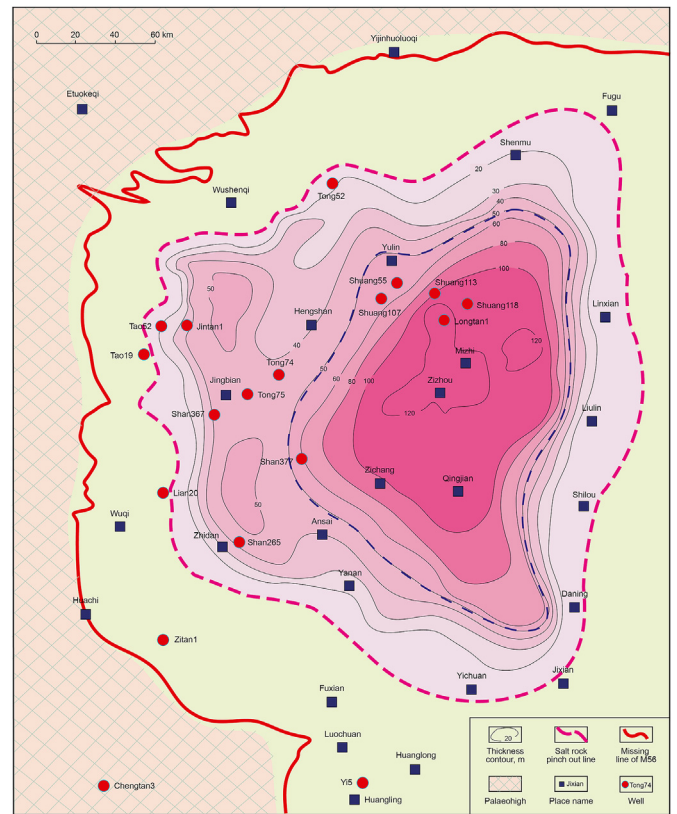 0 20 40 60 km
Yijinhuoluoqi
Etuokeqi
Fugu
Shenmu
20
Tong52
Wushenqi
30
40
50
60
80
100
Yulin
Shuang55
Shuang113
50
Shuang118
Shuang107
Linxian
Tao52
Jintan1
Hengshan
Longtan1
40
120
Tao19
Tong74
Mizhi
50
60
80
100
Jingbian
Tong75
Zizhou
Shan367
120
Liulin
Shan377
Zichang
Qingjian
Lian20
50
Shilou
Wuqi
Ansai
Zhidan
Shan265
Yanan
Huachi
Daning
Zitan1
Jixian
Yichuan
Fuxian
Luochuan
Huanglong
Yi5
Chengtan3
Huangling
20
Thickness
contour, m
Salt rock
pinch out line
Missing
line of M56
Jixian
Tong74
Palaeohigh
Place name
Well